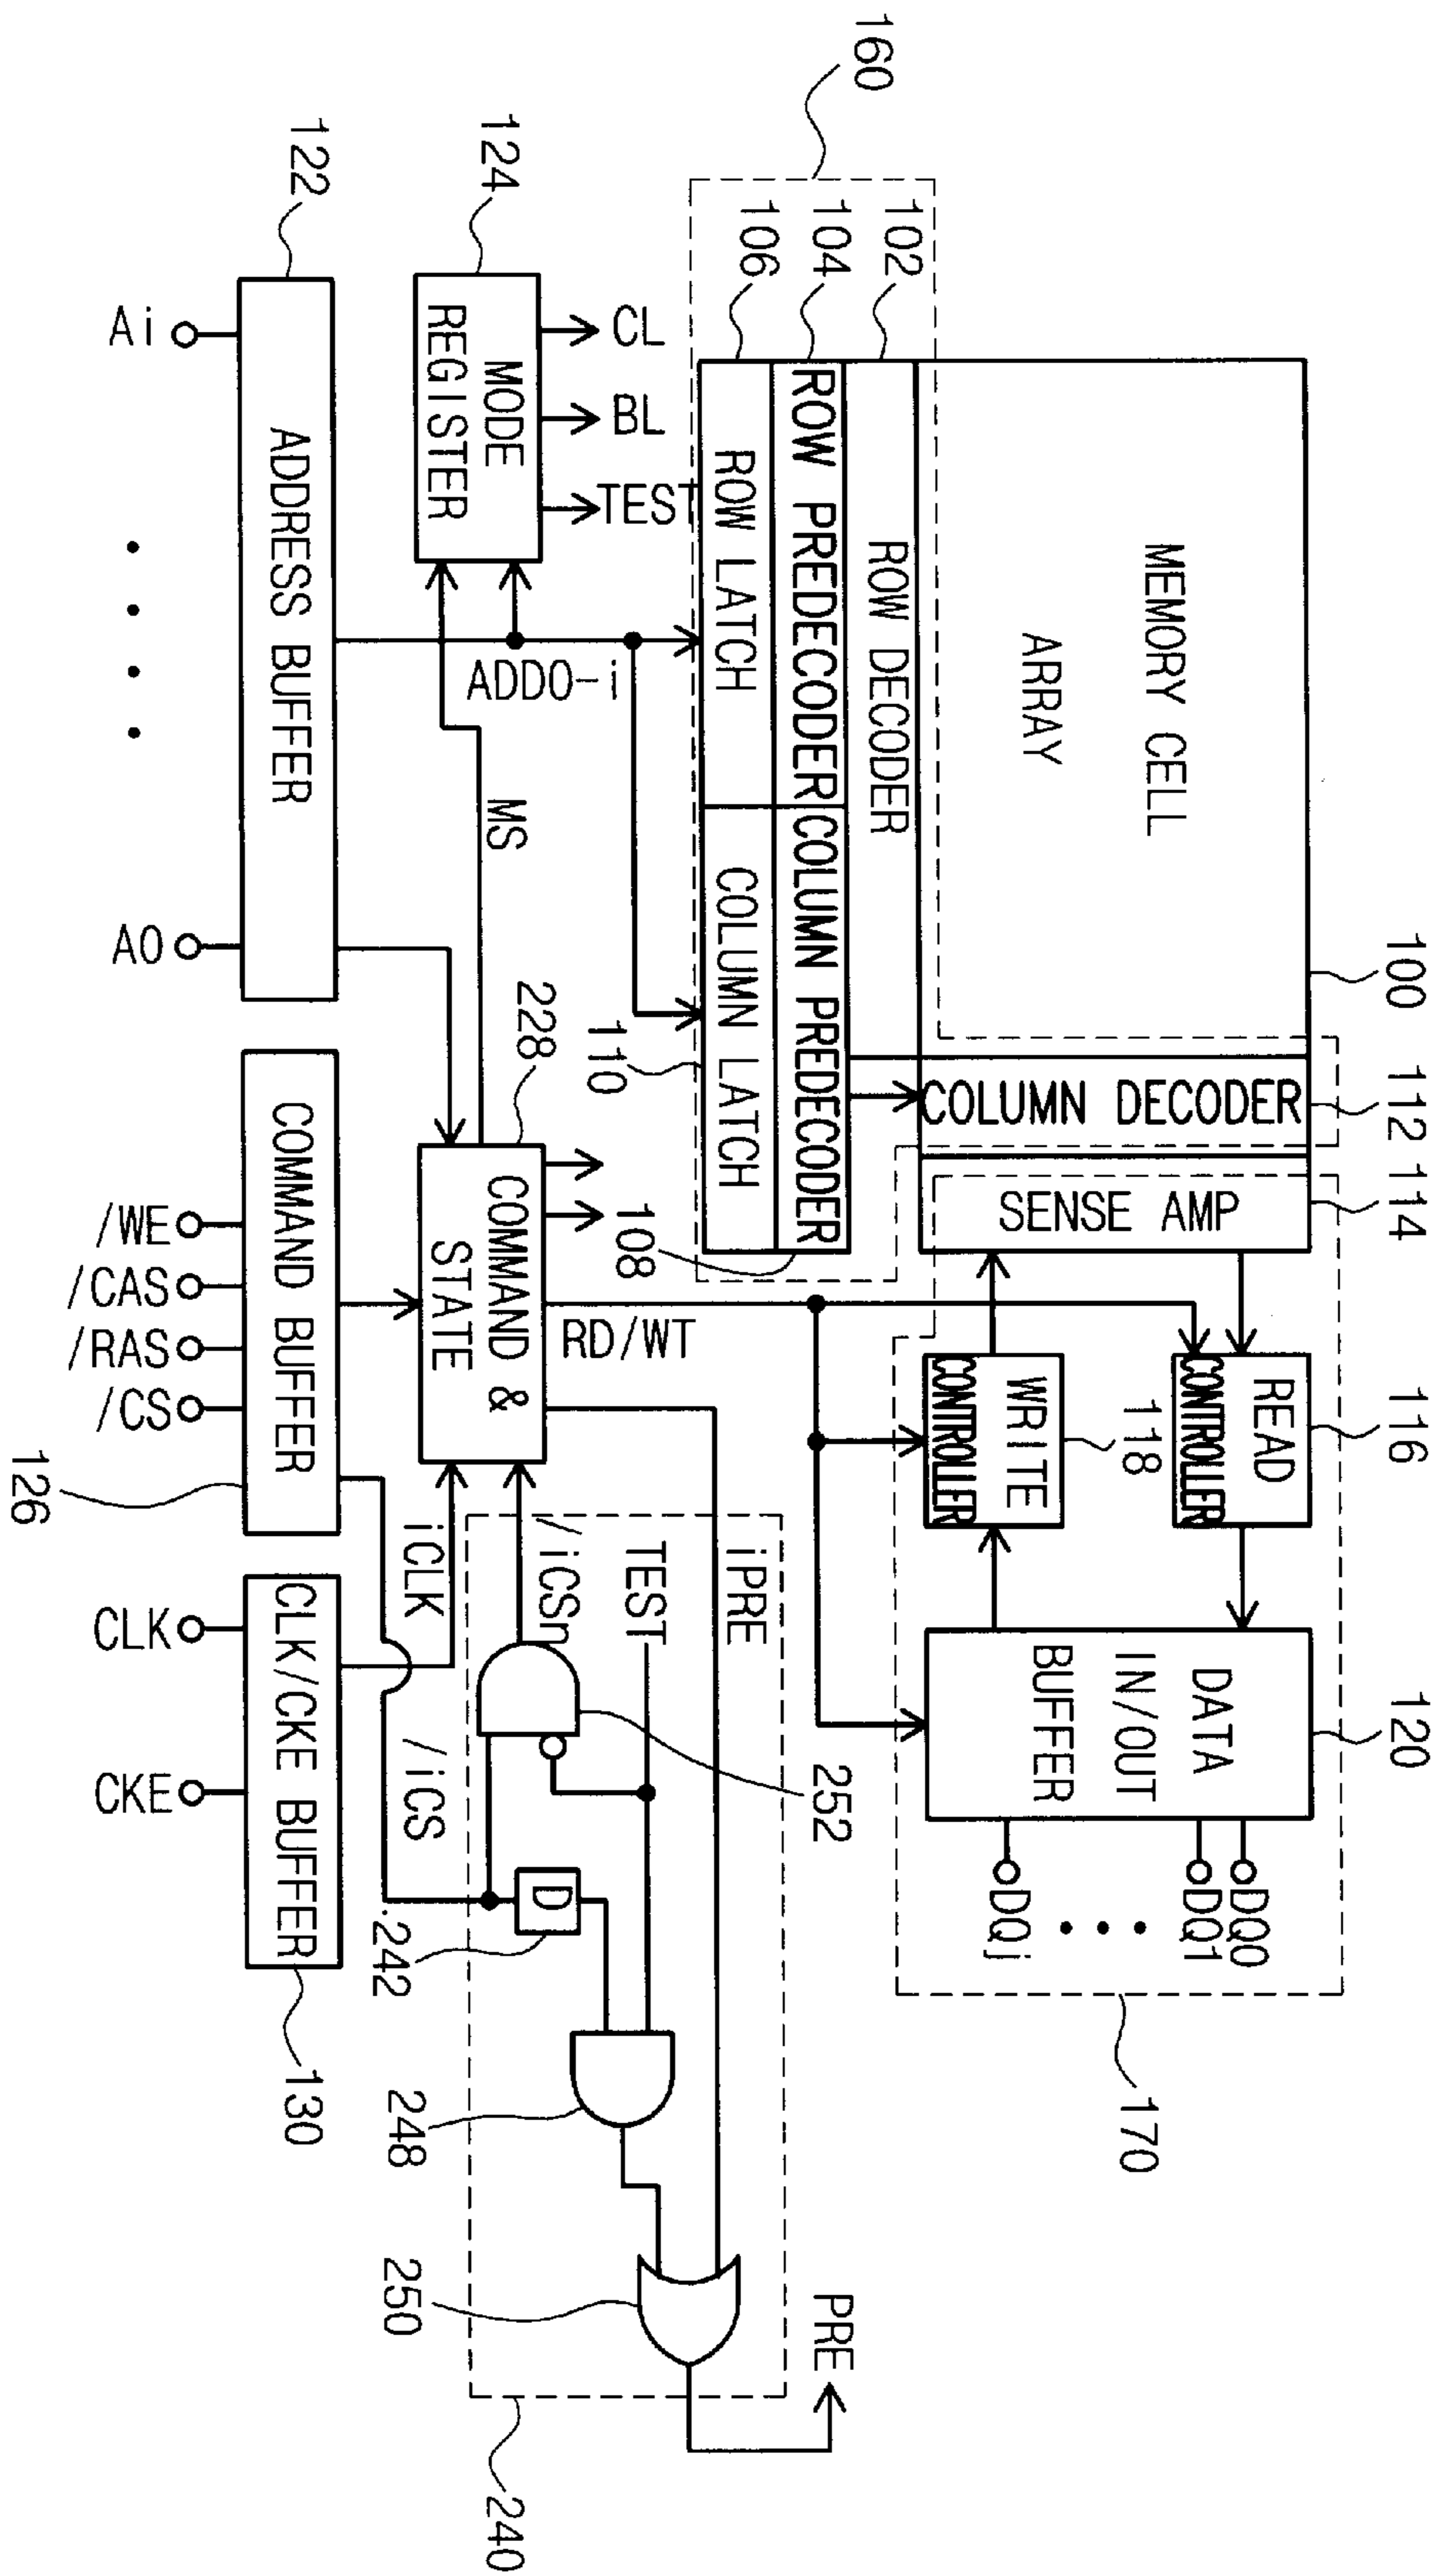 100
112
114
116
120
170
MEMORY CELL
ARRAY
COLUMN DECODER
SENSE AMP
READ
CONTROLLER
WRITE
CONTROLLER
118
DATA
IN/OUT
BUFFER
DQ0
DQ1
DQj
160
102
104
106
ROW DECODER
ROW PREDECODER
COLUMN PREDECODER
ROW LATCH
COLUMN LATCH
110
108
124
MODE
REGISTER
CL
BL
TEST
ADD0-i
MS
228
COMMAND &
STATE
RD/WT
iPRE
TEST
/iCSn
iCLK
/iCS
252
D
242
248
250
PRE
240
122
ADDRESS BUFFER
COMMAND BUFFER
CLK/CKE BUFFER
130
Ai
A0
/WE
/CAS
/RAS
/CS
126
CLK
CKE